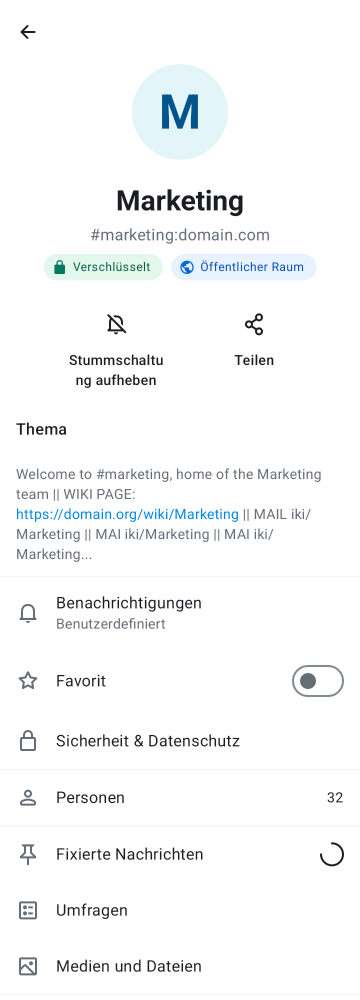 M
Marketing
#marketing:domain.com
Verschlüsselt
Öffentlicher Raum
Stummschaltu
ng aufheben
Teilen
Thema
Welcome to #marketing, home of the Marketing
team || WIKI PAGE:
https://domain.org/wiki/Marketing || MAIL iki/
Marketing || MAI iki/Marketing || MAI iki/
Marketing...
Benachrichtigungen
Benutzerdefiniert
Favorit
Sicherheit & Datenschutz
Personen 32
Fixierte Nachrichten
Umfragen
Medien und Dateien